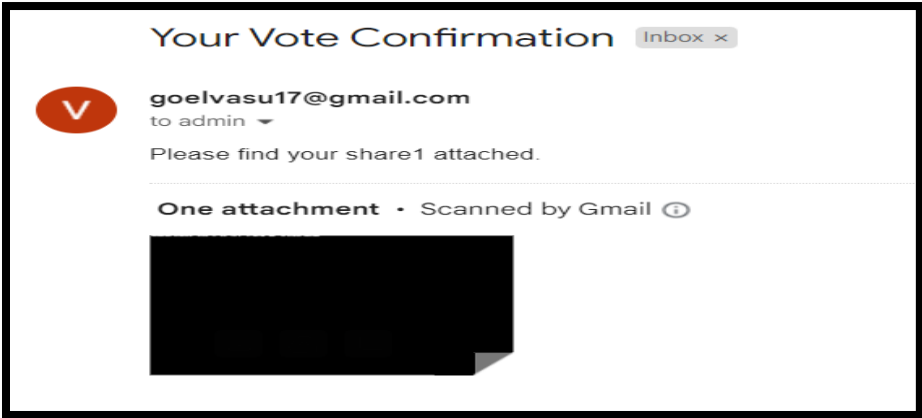 Your Vote Confirmation Inbox ×
V
goelvasu17@gmail.com
to admin
Please find your share1 attached.
One attachment • Scanned by Gmail